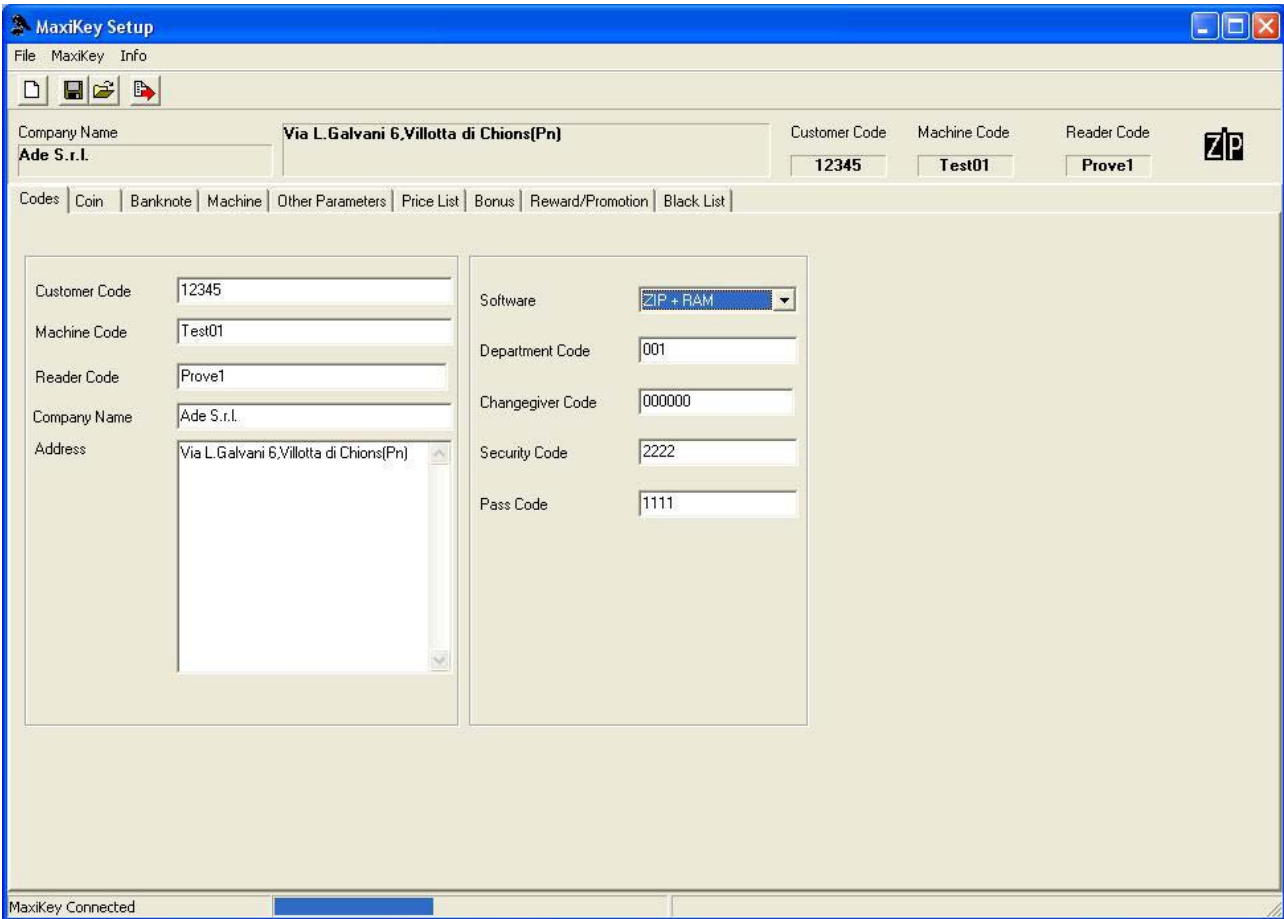 MaxiKey Setup
File MaxiKey Info
Company Name
Ade S.r.l.
Via L.Galvani 6,Villotta di Chions(Pn)
Customer Code Machine Code Reader Code
12345 Test01 Prove1
ZIP
Codes Coin Banknote Machine Other Parameters Price List Bonus Reward/Promotion Black List
Customer Code 12345
Machine Code Test01
Reader Code Prove1
Company Name Ade S.r.l.
Address Via L.Galvani 6,Villotta di Chions(Pn)
Software ZIP + RAM
Department Code 001
Changegiver Code 000000
Security Code 2222
Pass Code 1111
MaxiKey Connected